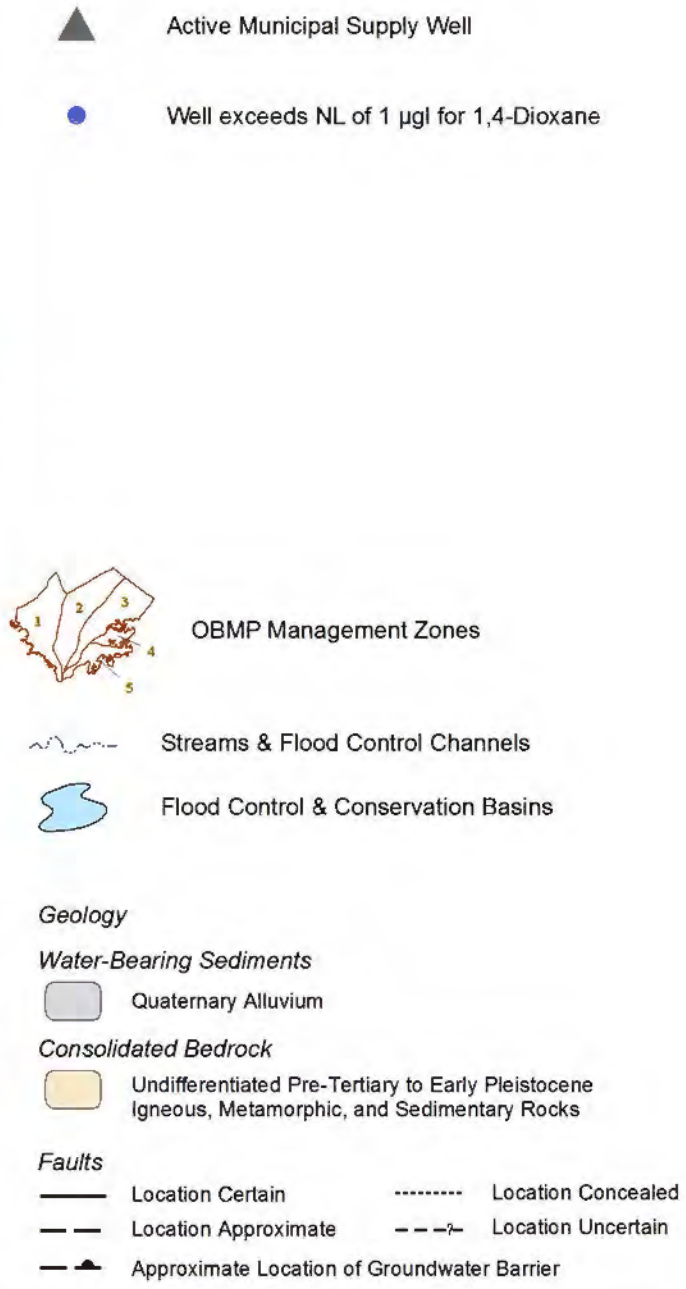 Active Municipal Supply Well
Well exceeds NL of 1 µgl for 1,4-Dioxane
1
2
3
4
5
OBMP Management Zones
Streams & Flood Control Channels
Flood Control & Conservation Basins
Geology
Water-Bearing Sediments
Quaternary Alluvium
Consolidated Bedrock
Undifferentiated Pre-Tertiary to Early Pleistocene
Igneous, Metamorphic, and Sedimentary Rocks
Faults
Location Certain
Location Concealed
Location Approximate
?
Location Uncertain
Approximate Location of Groundwater Barrier